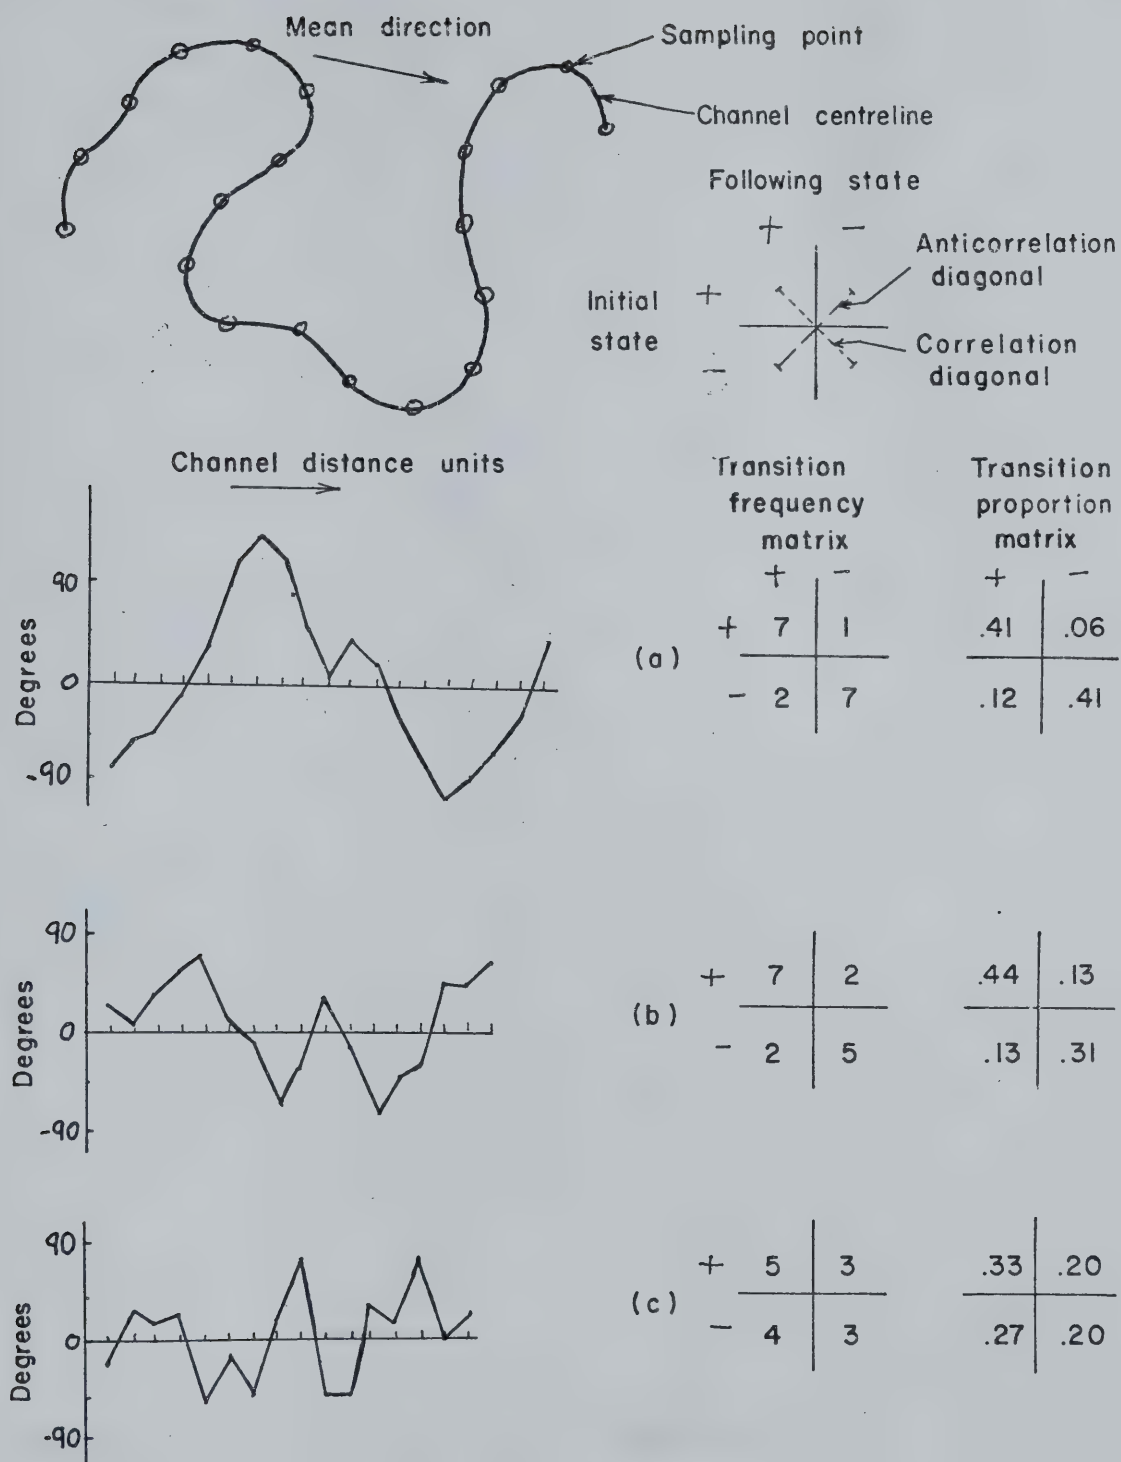 Mean direction
Sampling point
Channel centreline
Following state
+ −
Anticorrelation
diagonal
Initial
state
+
−
Correlation
diagonal
Channel distance units
Degrees
90
0
-90
Transition
frequency
matrix
Transition
proportion
matrix
+ − + −
(a)
+ 7 1 .41 .06
− 2 7 .12 .41
Degrees
90
0
-90
(b)
+ 7 2 .44 .13
− 2 5 .13 .31
Degrees
90
0
-90
(c)
+ 5 3 .33 .20
− 4 3 .27 .20